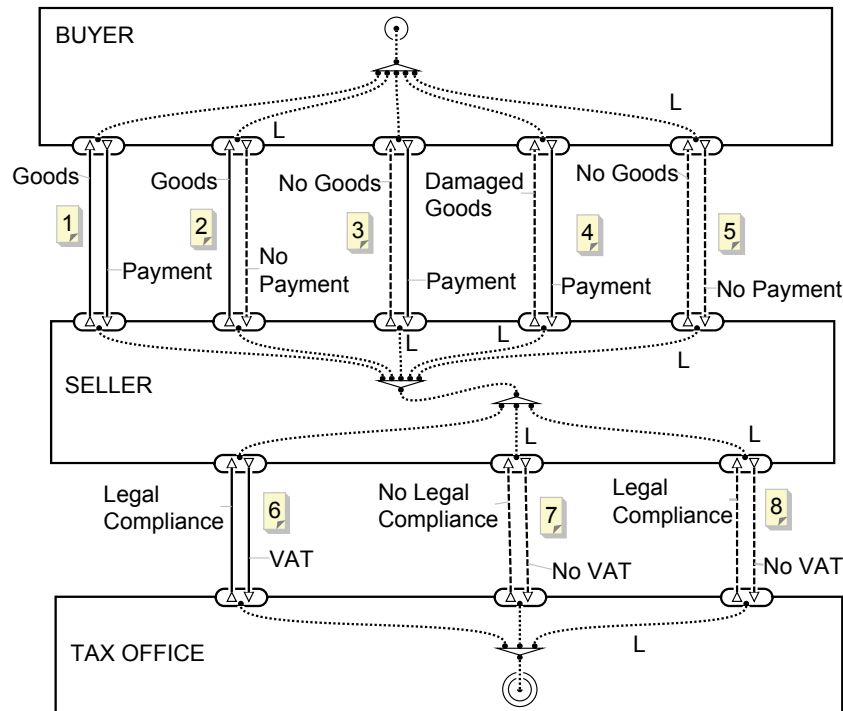 BUYER
L
L
Goods
Goods
No Goods
Damaged
Goods
No Goods
1
2
3
4
5
Payment
No
Payment
Payment
Payment
No Payment
L
L
L
SELLER
L
L
Legal
Compliance
No Legal
Compliance
Legal
Compliance
6
7
8
VAT
No VAT
No VAT
TAX OFFICE
L